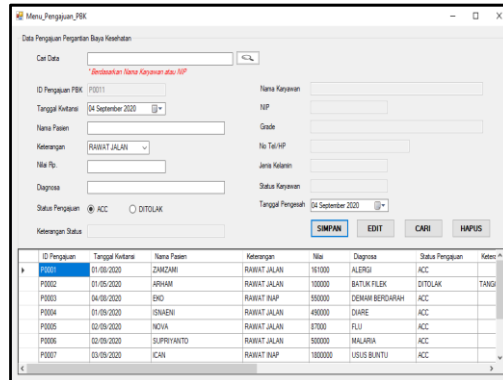 Menu_Pengajuan_PBK
Data Pengajuan Pergantian Biaya Kesehatan
Cari Data
* Berdasarkan Nama Karyawan atau NIP
ID Pengajuan PBK P0011 Nama Karyawan
Tanggal Kwitansi 04 September 2020 NIP
Nama Pasien Grade
Keterangan RAWAT JALAN No Tel/HP
Nilai Rp. Jenis Kelamin
Diagnosa Status Karyawan
Status Pengajuan ACC DITOLAK Tanggal Pengesah 04 September 2020
Keterangan Status SIMPAN EDIT CARI HAPUS
ID Pengajuan Tanggal Kwitansi Nama Pasien Keterangan Nilai Diagnosa Status Pengajuan Ketera
P0001 01/08/2020 ZAMZAMI RAWAT JALAN 161000 ALERGI ACC
P0002 01/05/2020 ARHAM RAWAT JALAN 100000 BATUK FILEK DITOLAK TANG
P0003 04/08/2020 EKO RAWAT INAP 550000 DEMAM BERDARAH ACC
P0004 01/09/2020 ISNAENI RAWAT JALAN 490000 DIARE ACC
P0005 02/09/2020 NOVA RAWAT JALAN 87000 FLU ACC
P0006 02/09/2020 SUPRIYANTO RAWAT JALAN 500000 MALARIA ACC
P0007 03/09/2020 ICAN RAWAT INAP 1800000 USUS BUNTU ACC